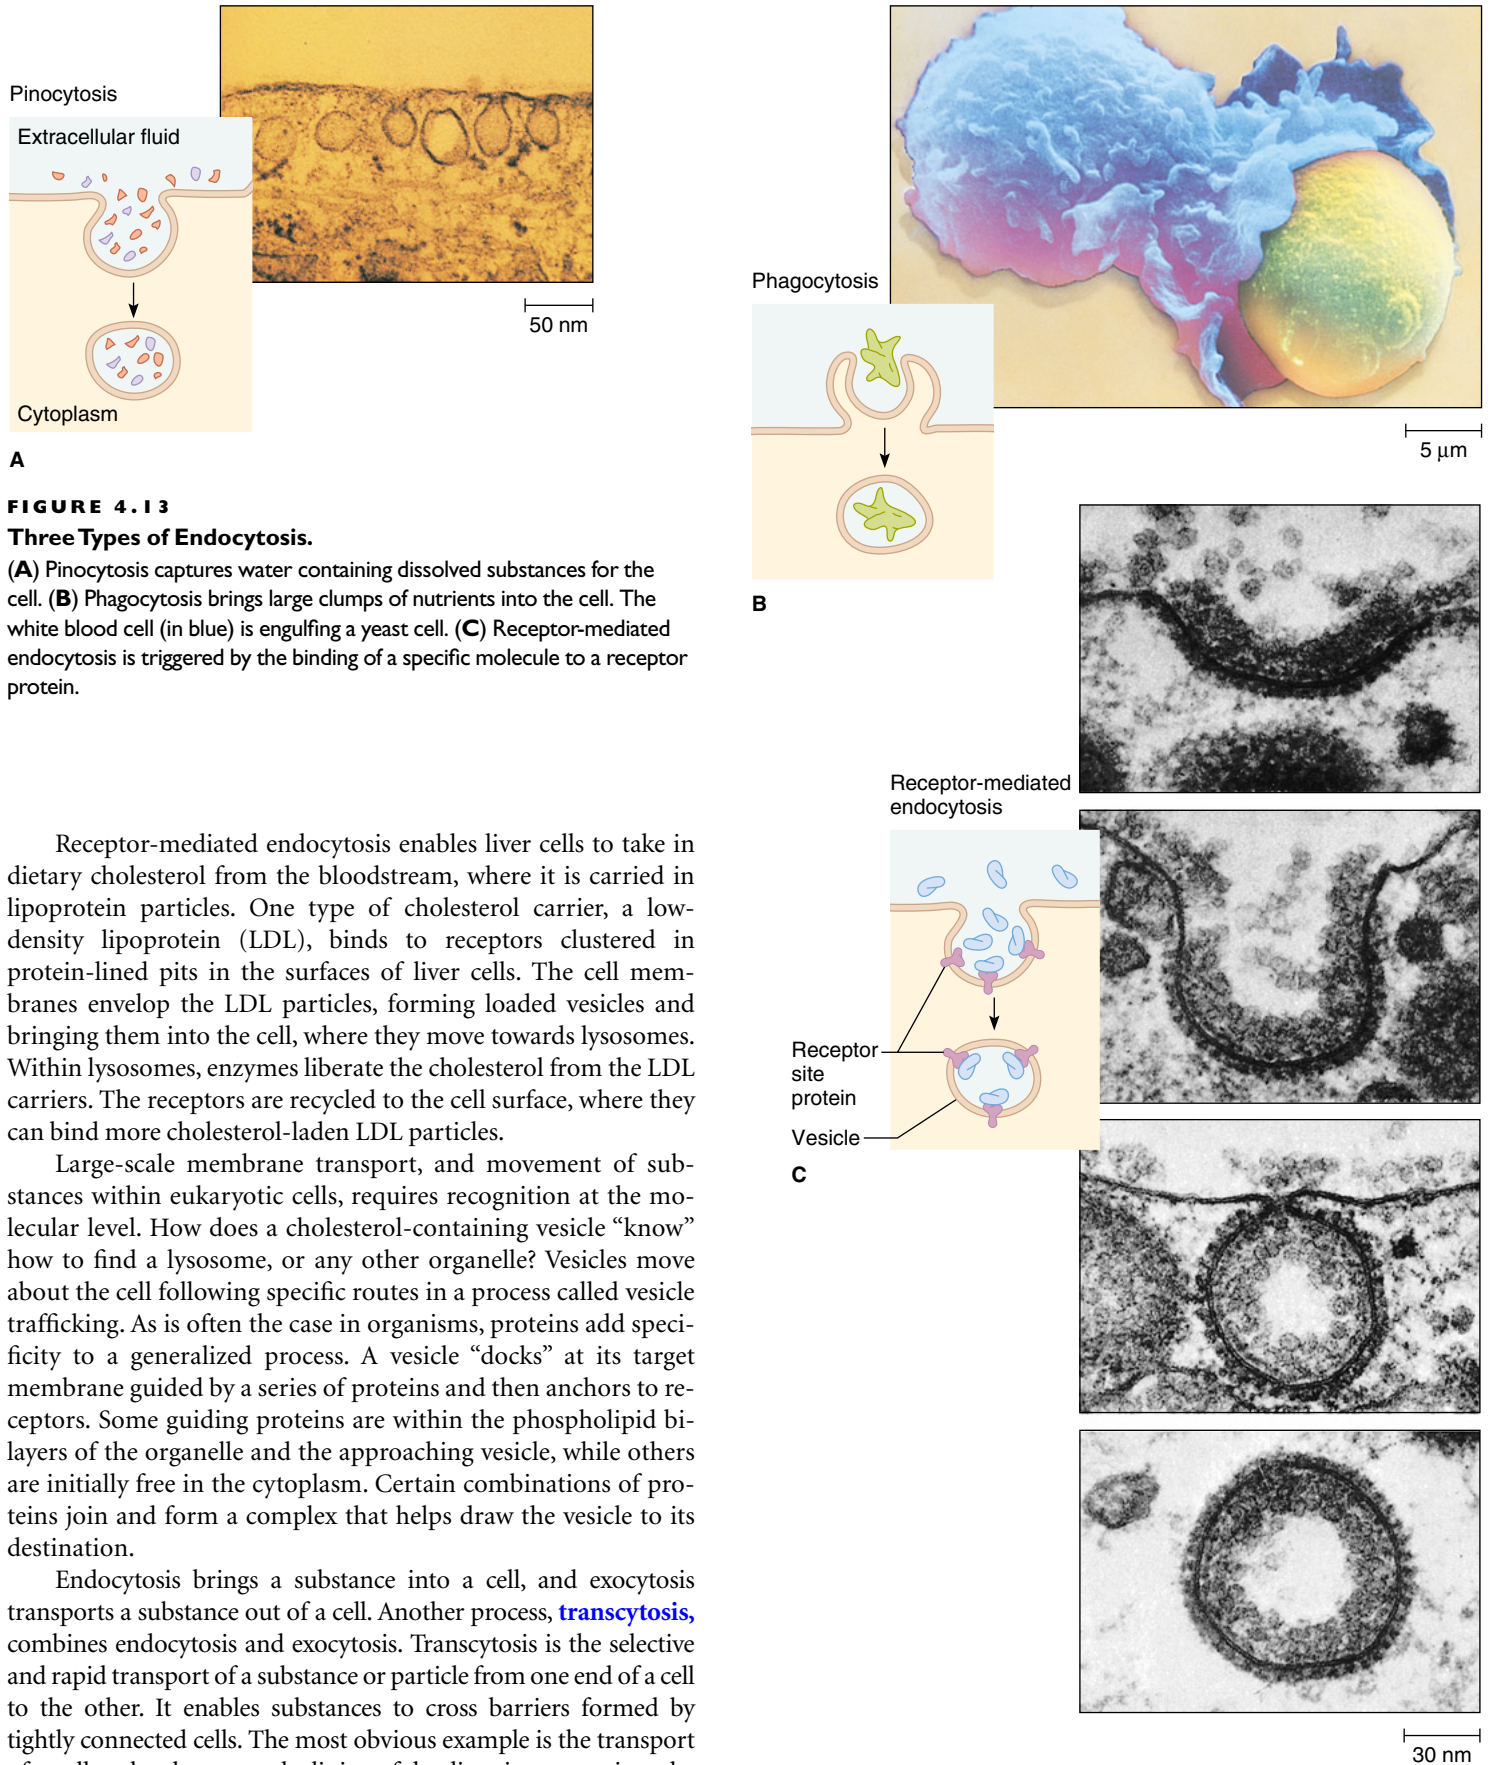 Pinocytosis
Extracellular fluid
Cytoplasm
50 nm
A
Phagocytosis
5 μm
B
FIGURE 4.13
Three Types of Endocytosis.
(A) Pinocytosis captures water containing dissolved substances for the
cell. (B) Phagocytosis brings large clumps of nutrients into the cell. The
white blood cell (in blue) is engulfing a yeast cell. (C) Receptor-mediated
endocytosis is triggered by the binding of a specific molecule to a receptor
protein.
Receptor-mediated
endocytosis
Receptor
site
protein
Vesicle
C
30 nm
Receptor-mediated endocytosis enables liver cells to take in
dietary cholesterol from the bloodstream, where it is carried in
lipoprotein particles. One type of cholesterol carrier, a low-
density lipoprotein (LDL), binds to receptors clustered in
protein-lined pits in the surfaces of liver cells. The cell mem-
branes envelop the LDL particles, forming loaded vesicles and
bringing them into the cell, where they move towards lysosomes.
Within lysosomes, enzymes liberate the cholesterol from the LDL
carriers. The receptors are recycled to the cell surface, where they
can bind more cholesterol-laden LDL particles.
Large-scale membrane transport, and movement of sub-
stances within eukaryotic cells, requires recognition at the mo-
lecular level. How does a cholesterol-containing vesicle “know”
how to find a lysosome, or any other organelle? Vesicles move
about the cell following specific routes in a process called vesicle
trafficking. As is often the case in organisms, proteins add speci-
ficity to a generalized process. A vesicle “docks” at its target
membrane guided by a series of proteins and then anchors to re-
ceptors. Some guiding proteins are within the phospholipid bi-
layers of the organelle and the approaching vesicle, while others
are initially free in the cytoplasm. Certain combinations of pro-
teins join and form a complex that helps draw the vesicle to its
destination.
Endocytosis brings a substance into a cell, and exocytosis
transports a substance out of a cell. Another process, transcytosis,
combines endocytosis and exocytosis. Transcytosis is the selective
and rapid transport of a substance or particle from one end of a cell
to the other. It enables substances to cross barriers formed by
tightly connected cells. The most obvious example is the transport